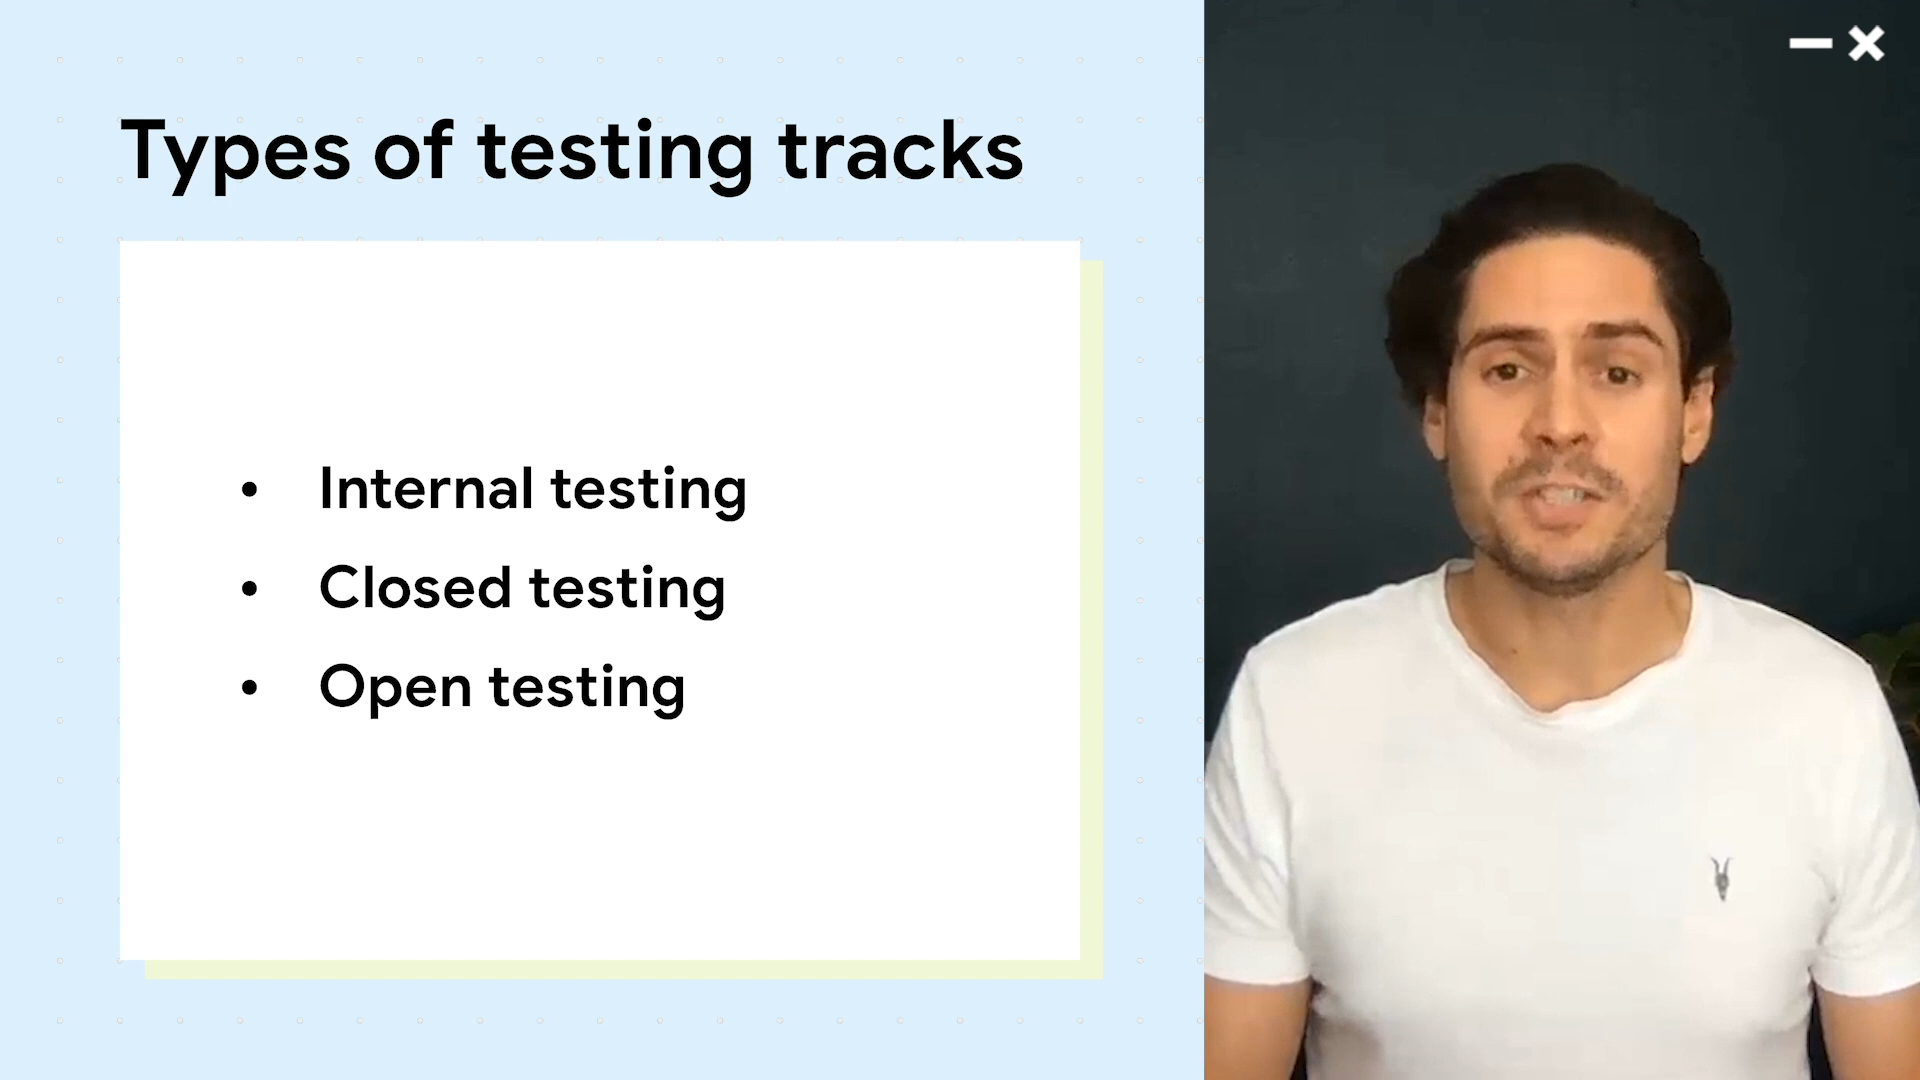 Types of testing tracks
• Internal testing
• Closed testing
• Open testing